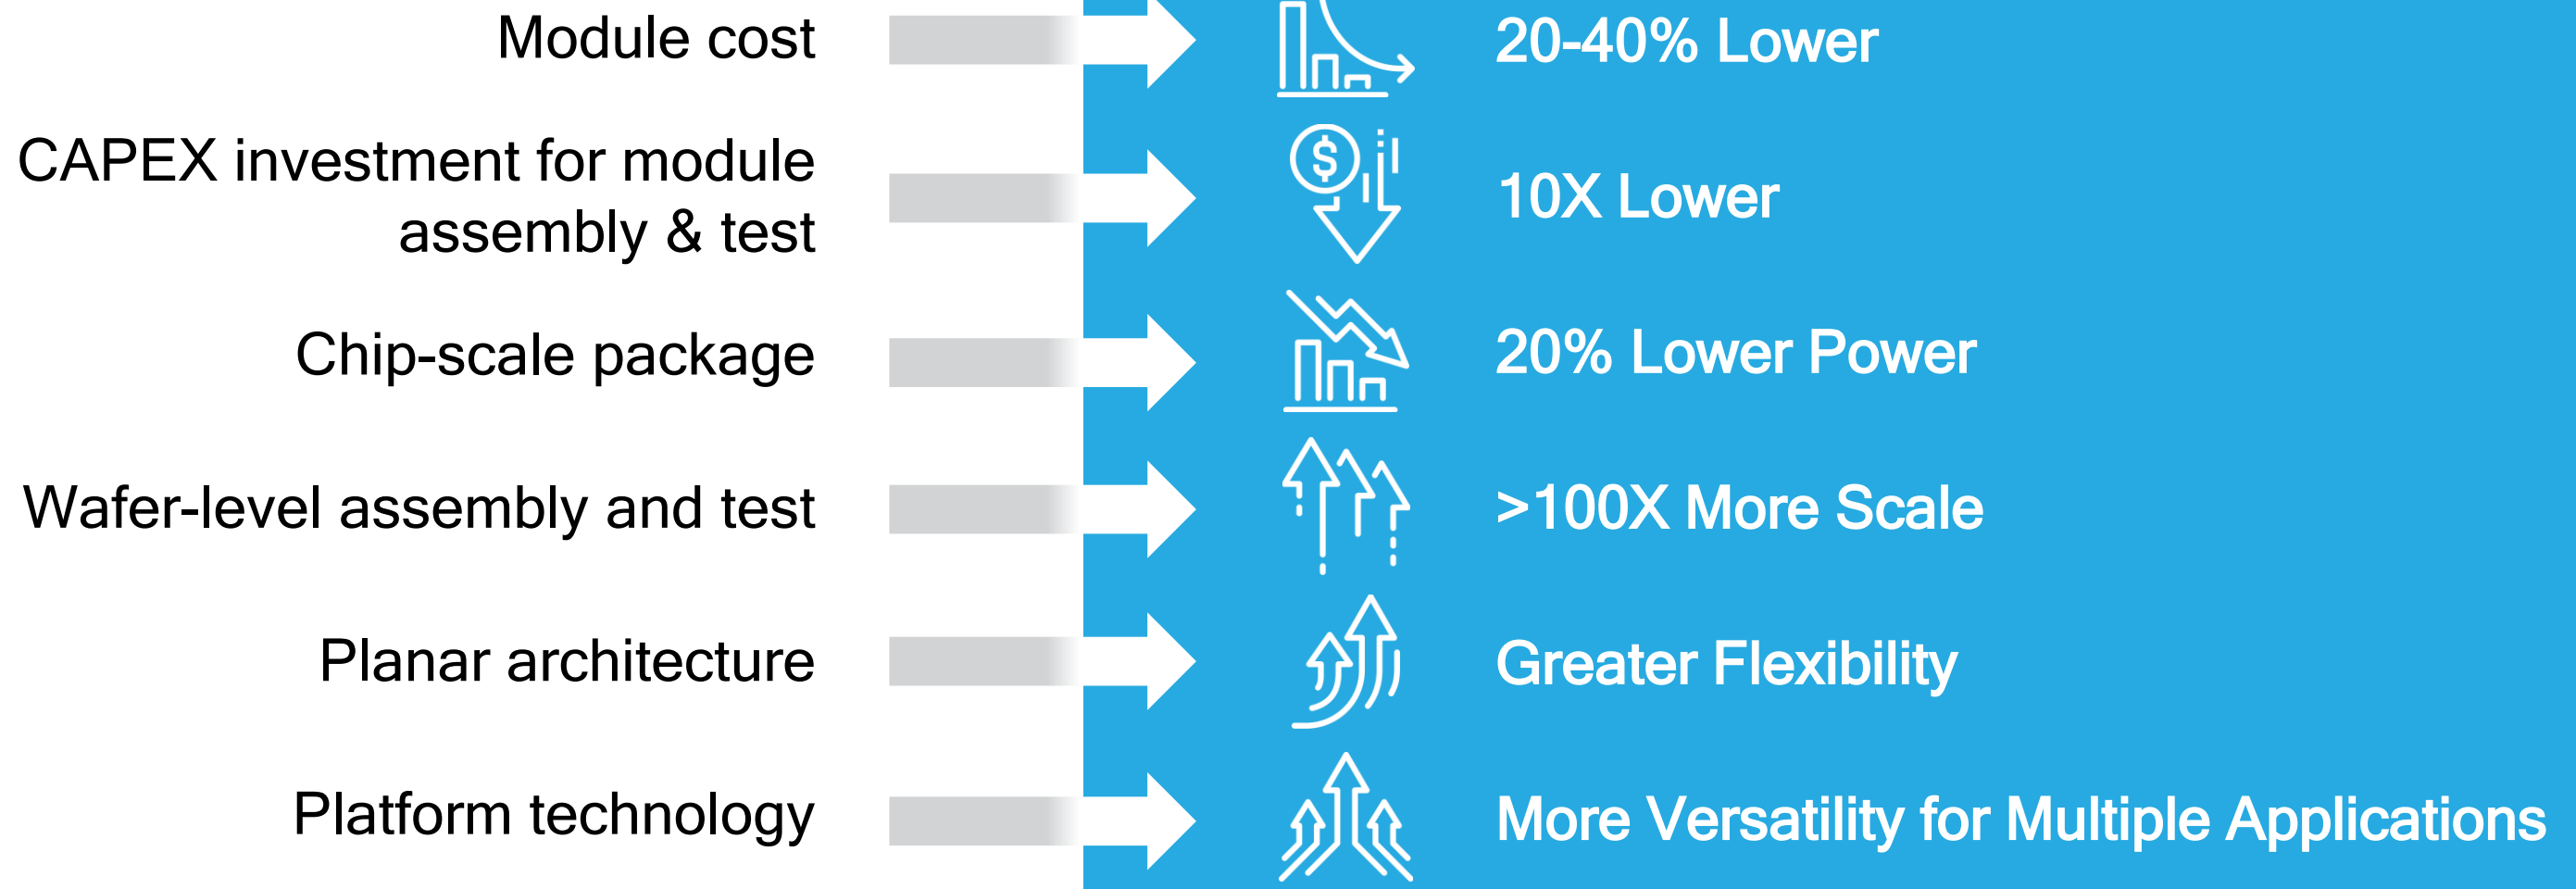 Module cost
20-40% Lower
CAPEX investment for module
assembly & test
10X Lower
Chip-scale package
20% Lower Power
Wafer-level assembly and test
>100X More Scale
Planar architecture
Greater Flexibility
Platform technology
More Versatility for Multiple Applications